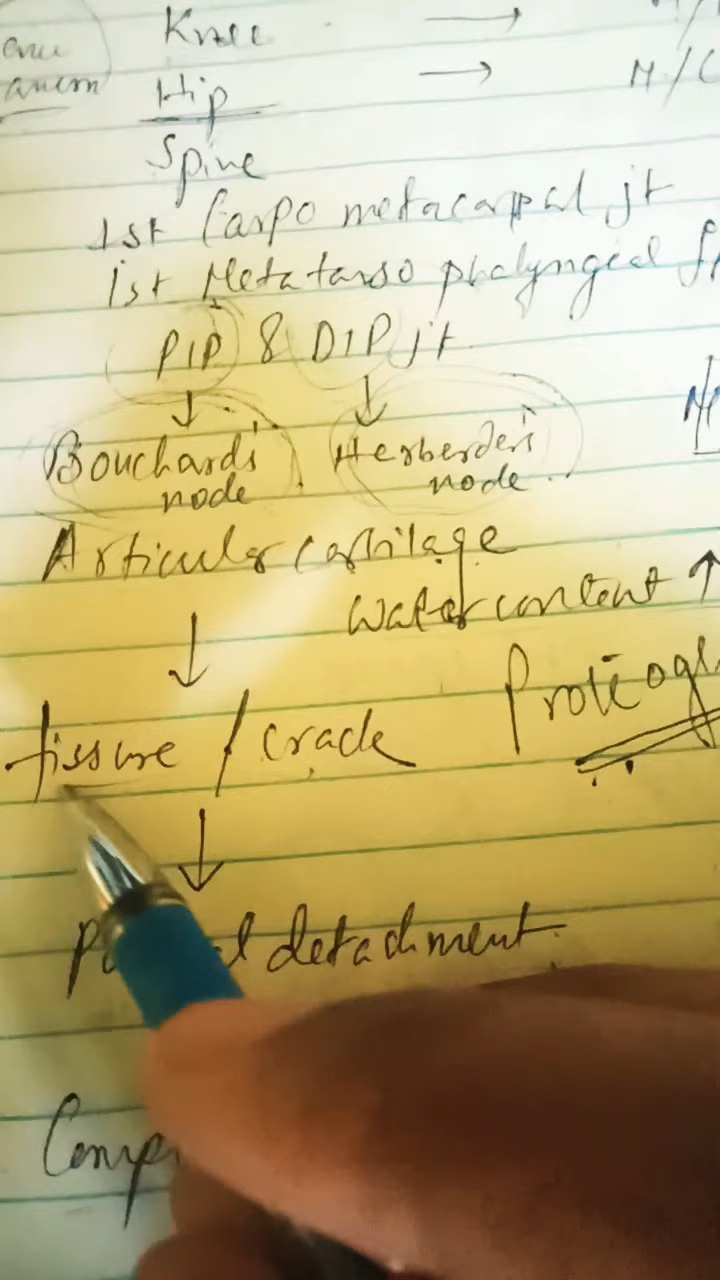 Knee →
Hip → M/C
Spine
1st Carpo metacarpal jt
1st Metatarso phalyngeal
PIP & DIP jt
↓ ↓
Bouchard's Herberden's
node node
Articular cartilage
water content ↑
↓
fissure / crack Proteogl
↓
detachment
Comp